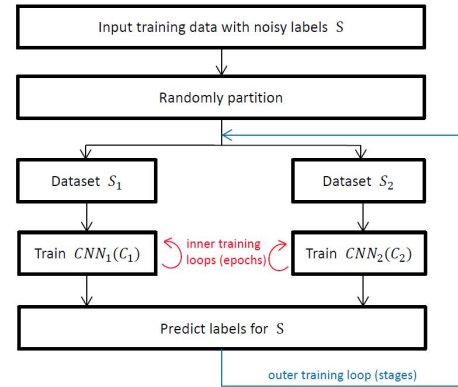 Input training data with noisy labels S
Randomly partition
Dataset S₁
Dataset S₂
Train CNN₁(C₁)
inner training
loops (epochs)
Train CNN₂(C₂)
Predict labels for S
outer training loop (stages)